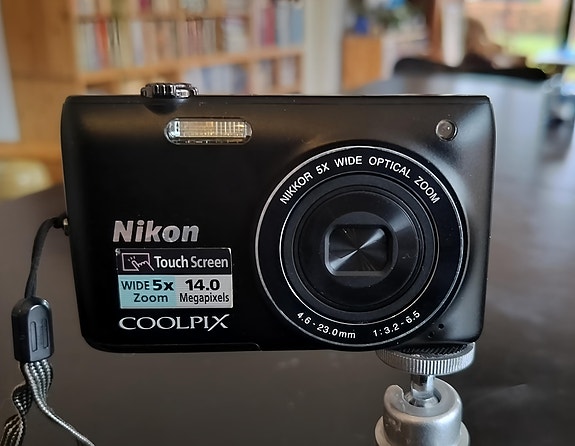 NIKKOR 5X WIDE OPTICAL ZOOM
Nikon
Touch Screen
WIDE 5x Zoom
14.0 Megapixels
COOLPIX
4.6-23.0mm 1:3.2-6.5